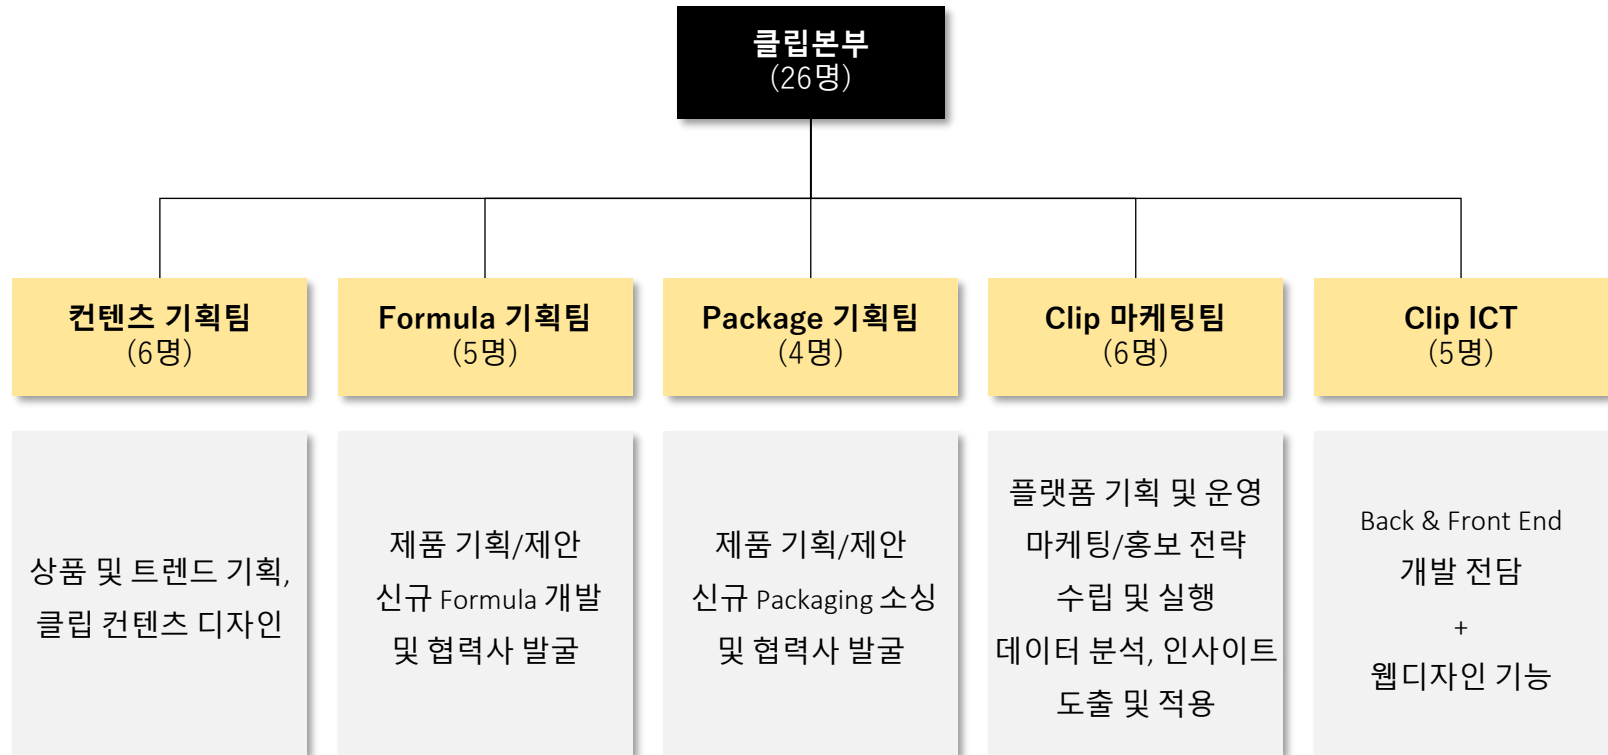 클립본부
(26명)
컨텐츠 기획팀
(6명)
상품 및 트렌드 기획,
클립 컨텐츠 디자인
Formula 기획팀
(5명)
제품 기획/제안
신규 Formula 개발
및 협력사 발굴
Package 기획팀
(4명)
제품 기획/제안
신규 Packaging 소싱
및 협력사 발굴
Clip 마케팅팀
(6명)
플랫폼 기획 및 운영
마케팅/홍보 전략
수립 및 실행
데이터 분석, 인사이트
도출 및 적용
Clip ICT
(5명)
Back & Front End
개발 전담
+
웹디자인 기능